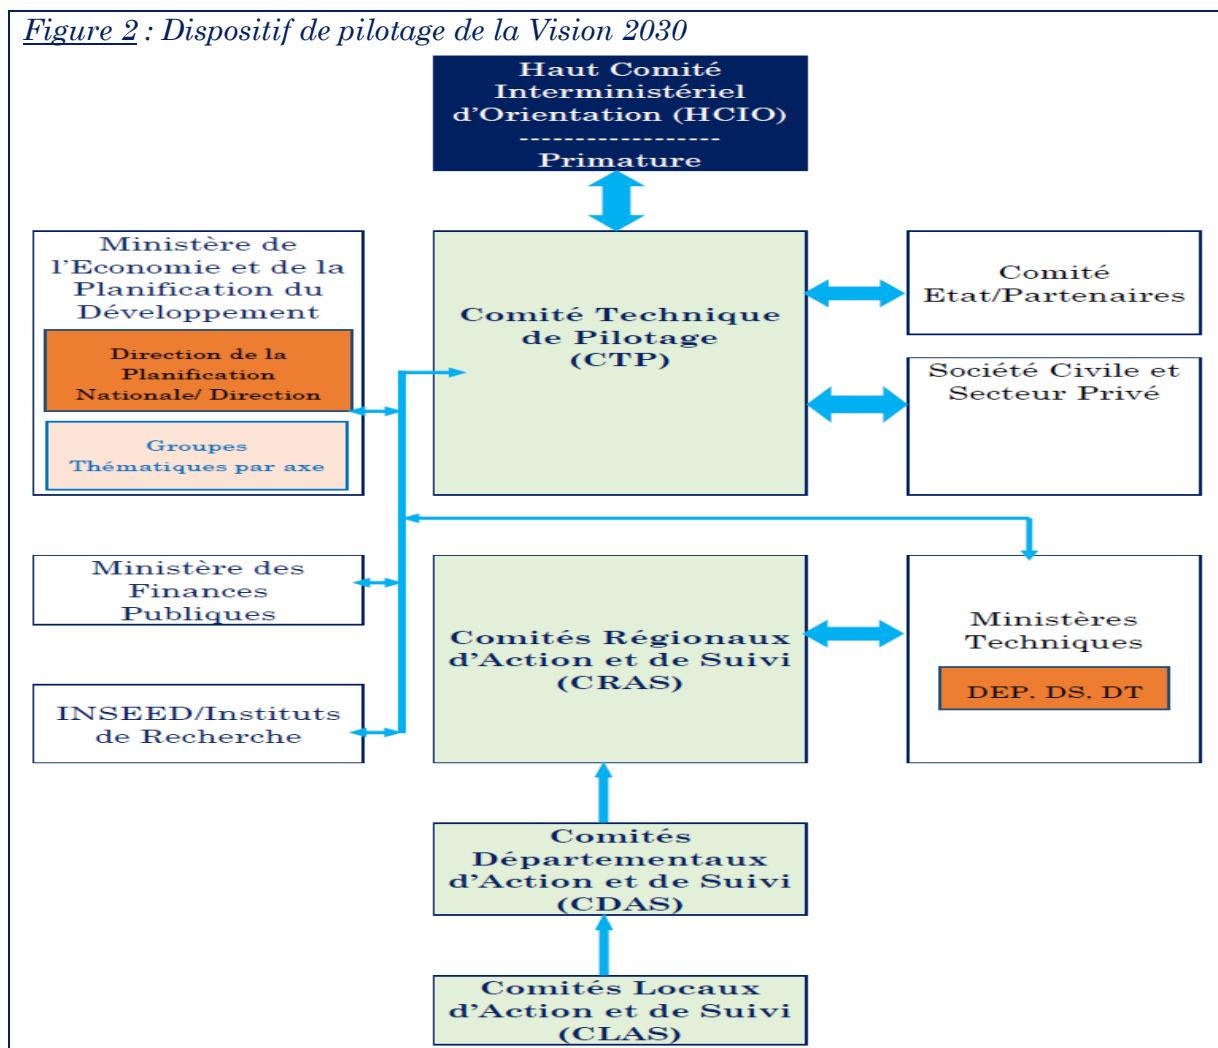 Figure 2 : Dispositif de pilotage de la Vision 2030
Haut Comité
Interministériel
d'Orientation (HCIO)
-------------------
Primature
Ministère de
l'Economie et de la
Planification du
Développement
Direction de la
Planification
Nationale/ Direction
Groupes
Thématiques par axe
Comité Technique
de Pilotage
(CTP)
Comité
Etat/Partenaires
Société Civile et
Secteur Privé
Ministère des
Finances
Publiques
INSEED/Instituts
de Recherche
Comités Régionaux
d'Action et de Suivi
(CRAS)
Ministères
Techniques
DEP. DS. DT
Comités
Départementaux
d'Action et de Suivi
(CDAS)
Comités Locaux
d'Action et de Suivi
(CLAS)